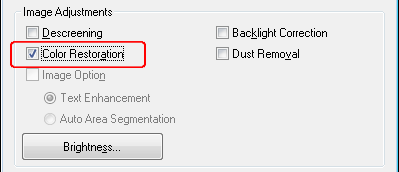 Image Adjustments
Descreening
Backlight Correction
Color Restoration
Dust Removal
Image Option
Text Enhancement
Auto Area Segmentation
Brightness...